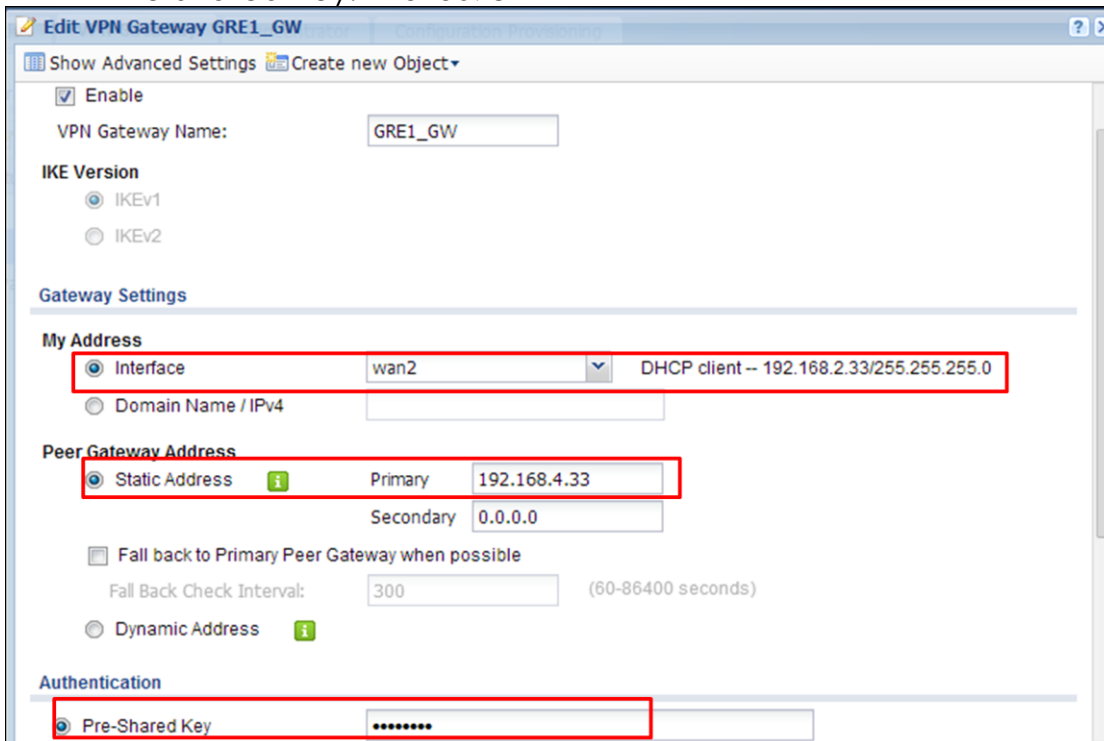 Edit VPN Gateway GRE1_GW
Configuration Provisioning
Show Advanced Settings Create new Object
Enable
VPN Gateway Name: GRE1_GW
IKE Version
IKEv1
IKEv2
Gateway Settings
My Address
Interface wan2 DHCP client -- 192.168.2.33/255.255.255.0
Domain Name / IPv4
Peer Gateway Address
Static Address Primary 192.168.4.33
Secondary 0.0.0.0
Fall back to Primary Peer Gateway when possible
Fall Back Check Interval: 300 (60-86400 seconds)
Dynamic Address
Authentication
Pre-Shared Key ••••••••